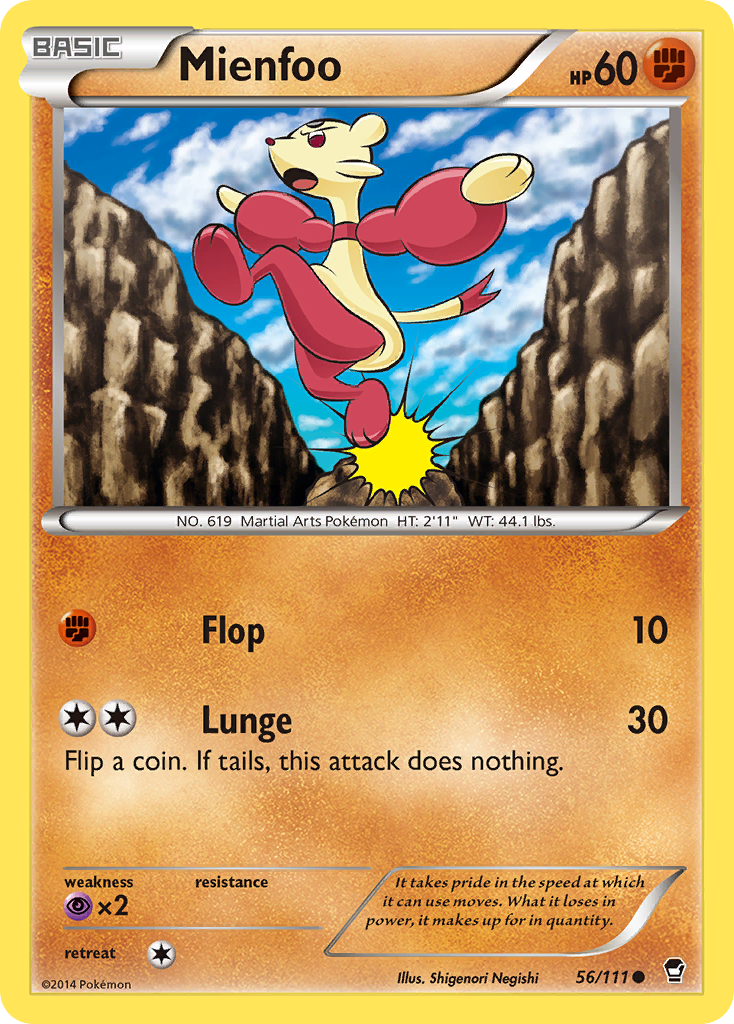 BASIC
Mienfoo
HP60
NO. 619 Martial Arts Pokémon HT: 2'11" WT: 44.1 lbs.
Flop 10
Lunge 30
Flip a coin. If tails, this attack does nothing.
weakness resistance
×2
retreat
It takes pride in the speed at which
it can use moves. What it loses in
power, it makes up for in quantity.
©2014 Pokémon
Illus. Shigenori Negishi
56/111